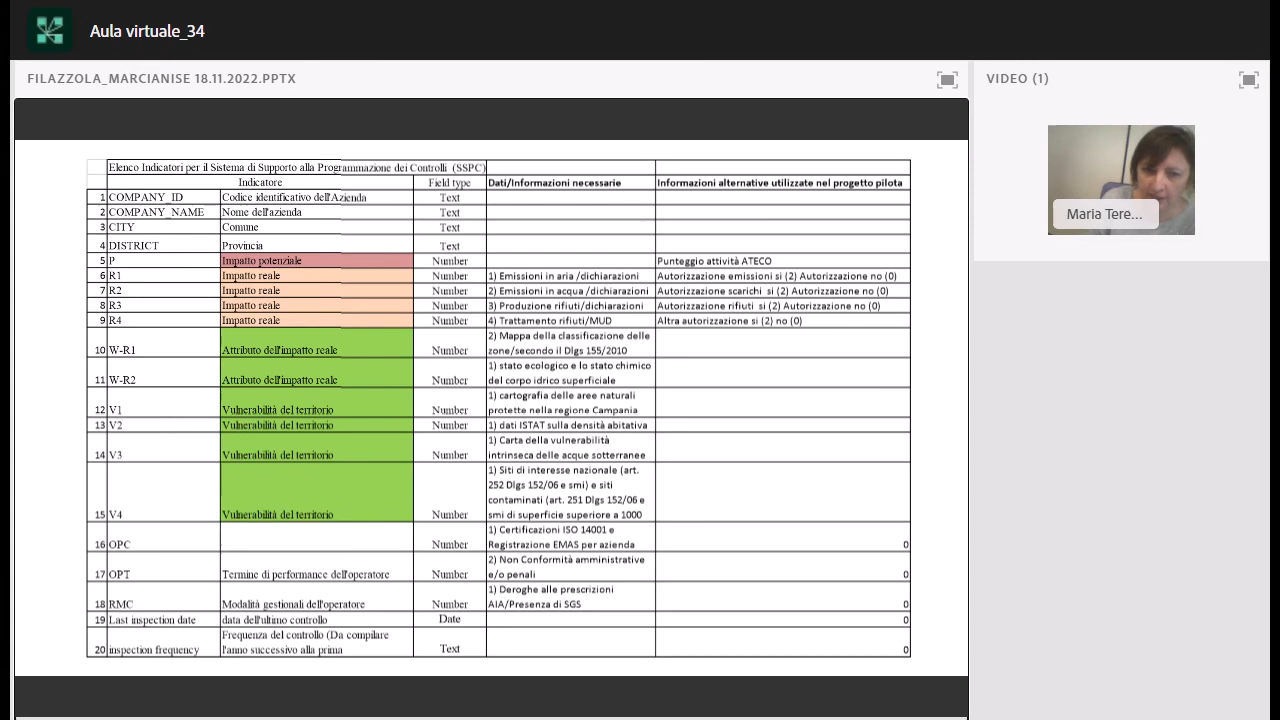 Aula virtuale_34
FILAZZOLA_MARCIANISE 18.11.2022.PPTX
VIDEO (1)
Maria Tere...
Elenco Indicatori per il Sistema di Supporto alla Programmazione dei Controlli (SSPC)
Indicatore Field type Dati/Informazioni necessarie Informazioni alternative utilizzate nel progetto pilota
1 COMPANY_ID Codice identificativo dell'Azienda Text
2 COMPANY_NAME Nome dell'azienda Text
3 CITY Comune Text
4 DISTRICT Provincia Text
5 P Impatto potenziale Number Punteggio attività ATECO
6 R1 Impatto reale Number 1) Emissioni in aria /dichiarazioni Autorizzazione emissioni si (2) Autorizzazione no (0)
7 R2 Impatto reale Number 2) Emissioni in acqua /dichiarazioni Autorizzazione scarichi si (2) Autorizzazione no (0)
8 R3 Impatto reale Number 3) Produzione rifiuti/dichiarazioni Autorizzazione rifiuti si (2) Autorizzazione no (0)
9 R4 Impatto reale Number 4) Trattamento rifiuti/MUD Altra autorizzazione si (2) no (0)
2) Mappa della classificazione delle
10 W-R1 Attributo dell'impatto reale Number zone/secondo il Dlgs 155/2010
1) stato ecologico e lo stato chimico
11 W-R2 Attributo dell'impatto reale Number del corpo idrico superficiale
1) cartografia delle aree naturali
12 V1 Vulnerabilità del territorio Number protette nella regione Campania
13 V2 Vulnerabilità del territorio Number 1) dati ISTAT sulla densità abitativa
1) Carta della vulnerabilità
14 V3 Vulnerabilità del territorio Number intrinseca delle acque sotterranee
1) Siti di interesse nazionale (art.
252 Dlgs 152/06 e smi) e siti
contaminati (art. 251 Dlgs 152/06 e
15 V4 Vulnerabilità del territorio Number smi di superficie superiore a 1000
1) Certificazioni ISO 14001 e
16 OPC Number Registrazione EMAS per azienda 0
2) Non Conformità amministrative
17 OPT Termine di performance dell'operatore Number e/o penali 0
1) Deroghe alle prescrizioni
18 RMC Modalità gestionali dell'operatore Number AIA/Presenza di SGS 0
19 Last inspection date data dell'ultimo controllo Date 0
Frequenza del controllo (Da compilare
20 inspection frequency l'anno successivo alla prima Text 0